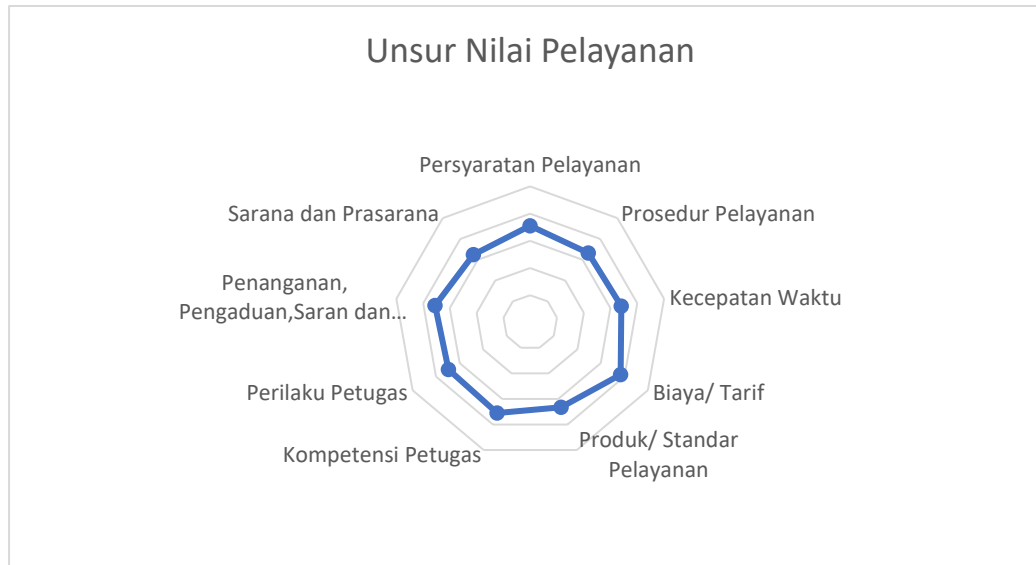 Unsur Nilai Pelayanan
Persyaratan Pelayanan
Prosedur Pelayanan
Kecepatan Waktu
Biaya/ Tarif
Produk/ Standar
Pelayanan
Kompetensi Petugas
Perilaku Petugas
Penanganan,
Pengaduan,Saran dan...
Sarana dan Prasarana